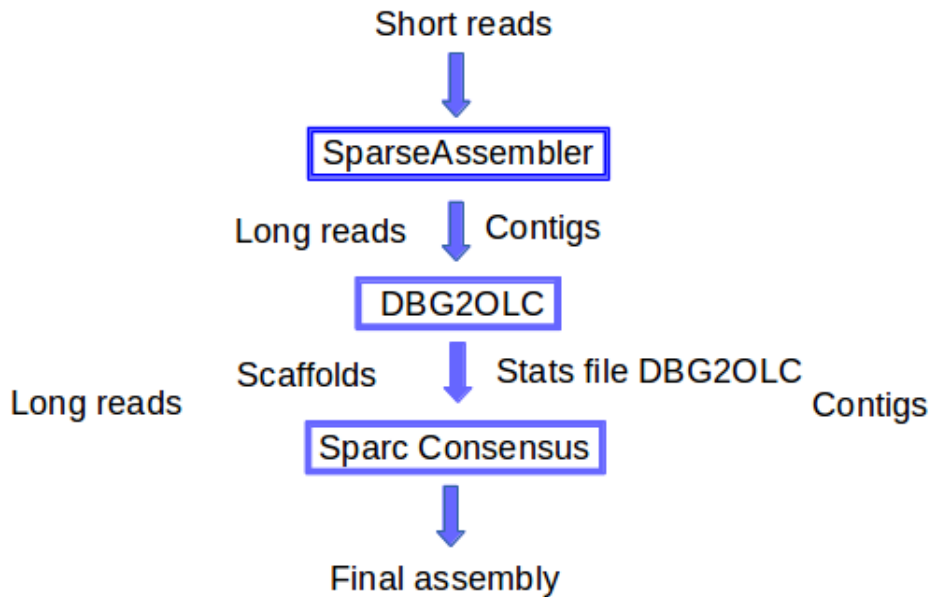 Short reads
SparseAssembler
Long reads
Contigs
DBG2OLC
Scaffolds
Stats file DBG2OLC
Long reads
Contigs
Sparc Consensus
Final assembly